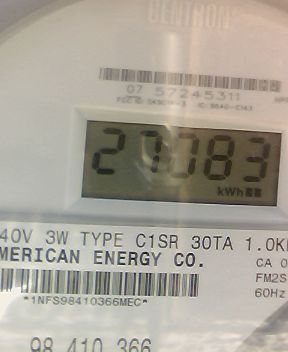 CENTRON
07 57245311
27083
kWh
40V 3W TYPE C1SR 30TA 1.0K
MERICAN ENERGY CO.
CA 0
FM2S
60Hz
*1NFS98410366MEC*
98 410 366